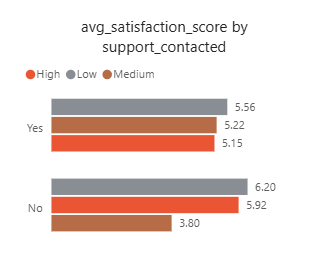 avg_satisfaction_score by
support_contacted
High Low Medium
5.56
Yes 5.22
5.15
6.20
No 5.92
3.80